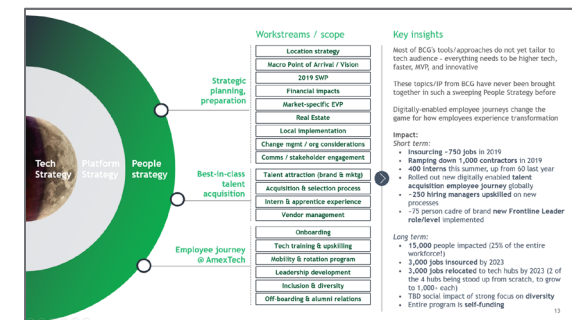 Workstreams / scope
Location strategy
Macro Point of Arrival / Vision
2019 SWP
Financial impacts
Market-specific EVP
Real Estate
Local implementation
Change mgmt / org considerations
Comms / stakeholder engagement
Talent attraction (brand & mktg)
Acquisition & selection process
Intern & apprentice experience
Vendor management
Onboarding
Tech training & upskilling
Mobility & rotation program
Leadership development
Inclusion & diversity
Off-boarding & alumni relations
Strategic
planning,
preparation
Best-in-class
talent
acquisition
Employee journey
@ AmexTech
Tech
Strategy
Platform
Strategy
People
strategy
Key insights
Most of BCG's tools/approaches do not yet tailor to
tech audience - everything needs to be higher tech,
faster, MVP, and innovative
These topics/IP from BCG have never been brought
together in such a sweeping People Strategy before
Digitally-enabled employee journeys change the
game for how employees experience transformation
Impact:
Short term:
• Insourcing ~750 jobs in 2019
• Ramping down 1,000 contractors in 2019
• 400 interns this summer, up from 60 last year
• Rolled out new digitally enabled talent
acquisition employee journey globally
• ~250 hiring managers upskilled on new
processes
• ~75 person cadre of brand new Frontline Leader
role/level implemented
Long term:
• 15,000 people impacted (25% of the entire
workforce!)
• 3,000 jobs insourced by 2023
• 3,000 jobs relocated to tech hubs by 2023 (2 of
the 4 hubs being stood up from scratch, to grow
to 1,000+ each)
• TBD social impact of strong focus on diversity
• Entire program is self-funding
13